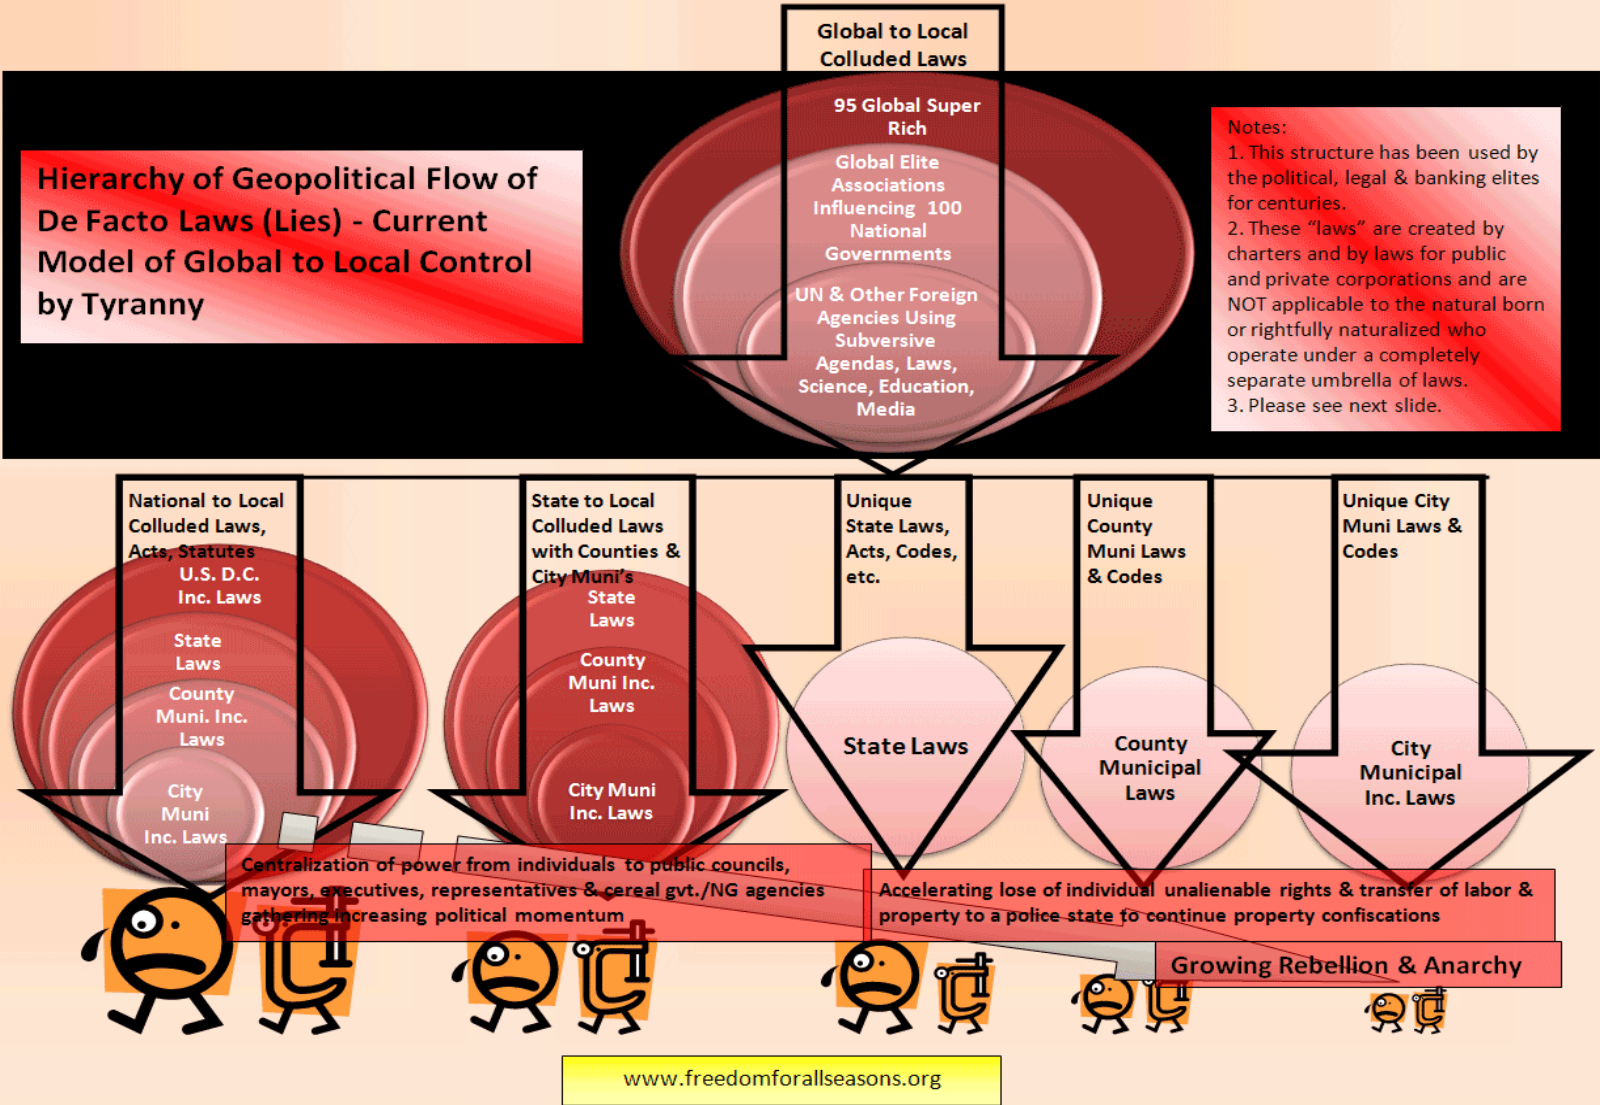 Global to Local
Colluded Laws
95 Global Super
Rich
Global Elite
Associations
Influencing 100
National
Governments
UN & Other Foreign
Agencies Using
Subversive
Agendas, Laws,
Science, Education,
Media
Hierarchy of Geopolitical Flow of
De Facto Laws (Lies) - Current
Model of Global to Local Control
by Tyranny
Notes:
1. This structure has been used by
the political, legal & banking elites
for centuries.
2. These “laws” are created by
charters and by laws for public
and private corporations and are
NOT applicable to the natural born
or rightfully naturalized who
operate under a completely
separate umbrella of laws.
3. Please see next slide.
National to Local
Colluded Laws,
Acts, Statutes
U.S. D.C.
Inc. Laws
State
Laws
County
Muni. Inc.
Laws
City
Muni
Inc. Laws
State to Local
Colluded Laws
with Counties &
City Muni’s
State
Laws
County
Muni Inc.
Laws
City Muni
Inc. Laws
Unique
State Laws,
Acts, Codes,
etc.
State Laws
Unique
County
Muni Laws
& Codes
County
Municipal
Laws
Unique City
Muni Laws &
Codes
City
Municipal
Inc. Laws
Centralization of power from individuals to public councils,
mayors, executives, representatives & cereal gvt./NG agencies
gathering increasing political momentum
Accelerating lose of individual unalienable rights & transfer of labor &
property to a police state to continue property confiscations
Growing Rebellion & Anarchy
www.freedomforallseasons.org